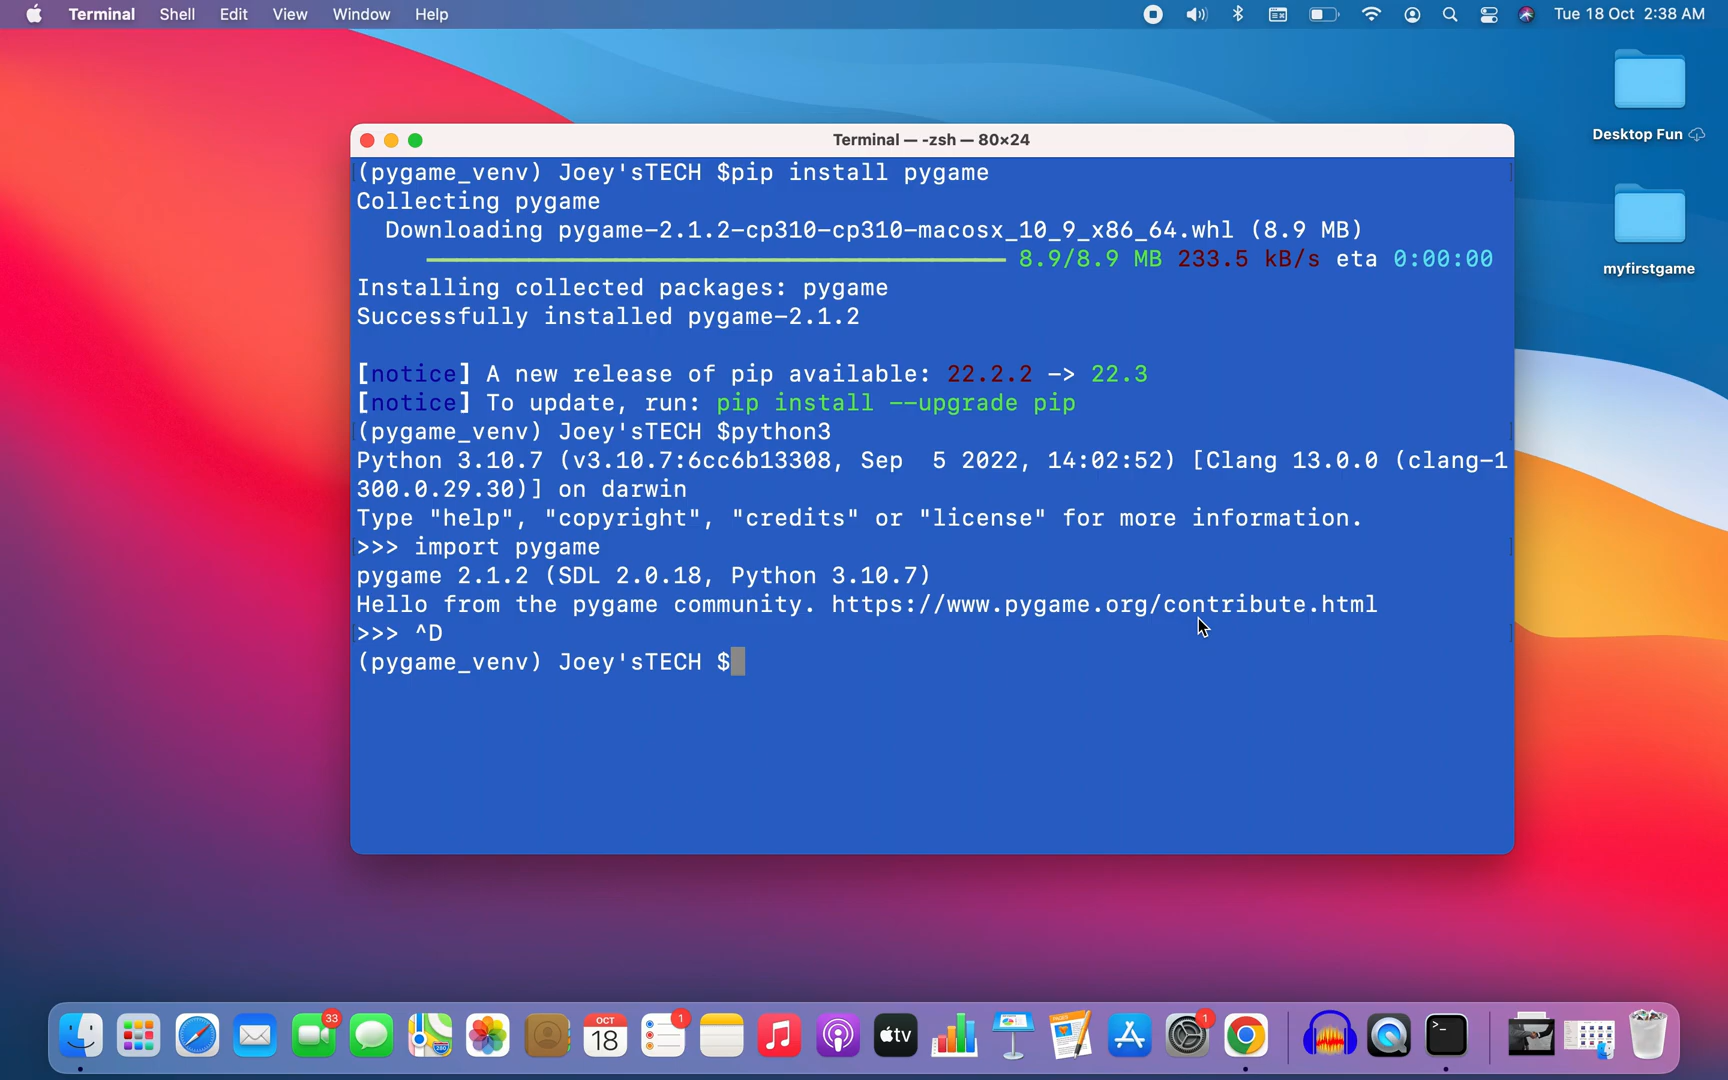 Terminal Shell Edit View Window Help
Tue 18 Oct 2:38 AM
Desktop Fun
myfirstgame
Terminal — -zsh — 80×24
(pygame_venv) Joey'sTECH $pip install pygame
Collecting pygame
Downloading pygame-2.1.2-cp310-cp310-macosx_10_9_x86_64.whl (8.9 MB)
8.9/8.9 MB 233.5 kB/s eta 0:00:00
Installing collected packages: pygame
Successfully installed pygame-2.1.2
[notice] A new release of pip available: 22.2.2 -> 22.3
[notice] To update, run: pip install --upgrade pip
(pygame_venv) Joey'sTECH $python3
Python 3.10.7 (v3.10.7:6cc6b13308, Sep  5 2022, 14:02:52) [Clang 13.0.0 (clang-1
300.0.29.30)] on darwin
Type "help", "copyright", "credits" or "license" for more information.
>>> import pygame
pygame 2.1.2 (SDL 2.0.18, Python 3.10.7)
Hello from the pygame community. https://www.pygame.org/contribute.html
>>> ^D
(pygame_venv) Joey'sTECH $
33
280
OCT
18
1
tv
PAGES
1
>_